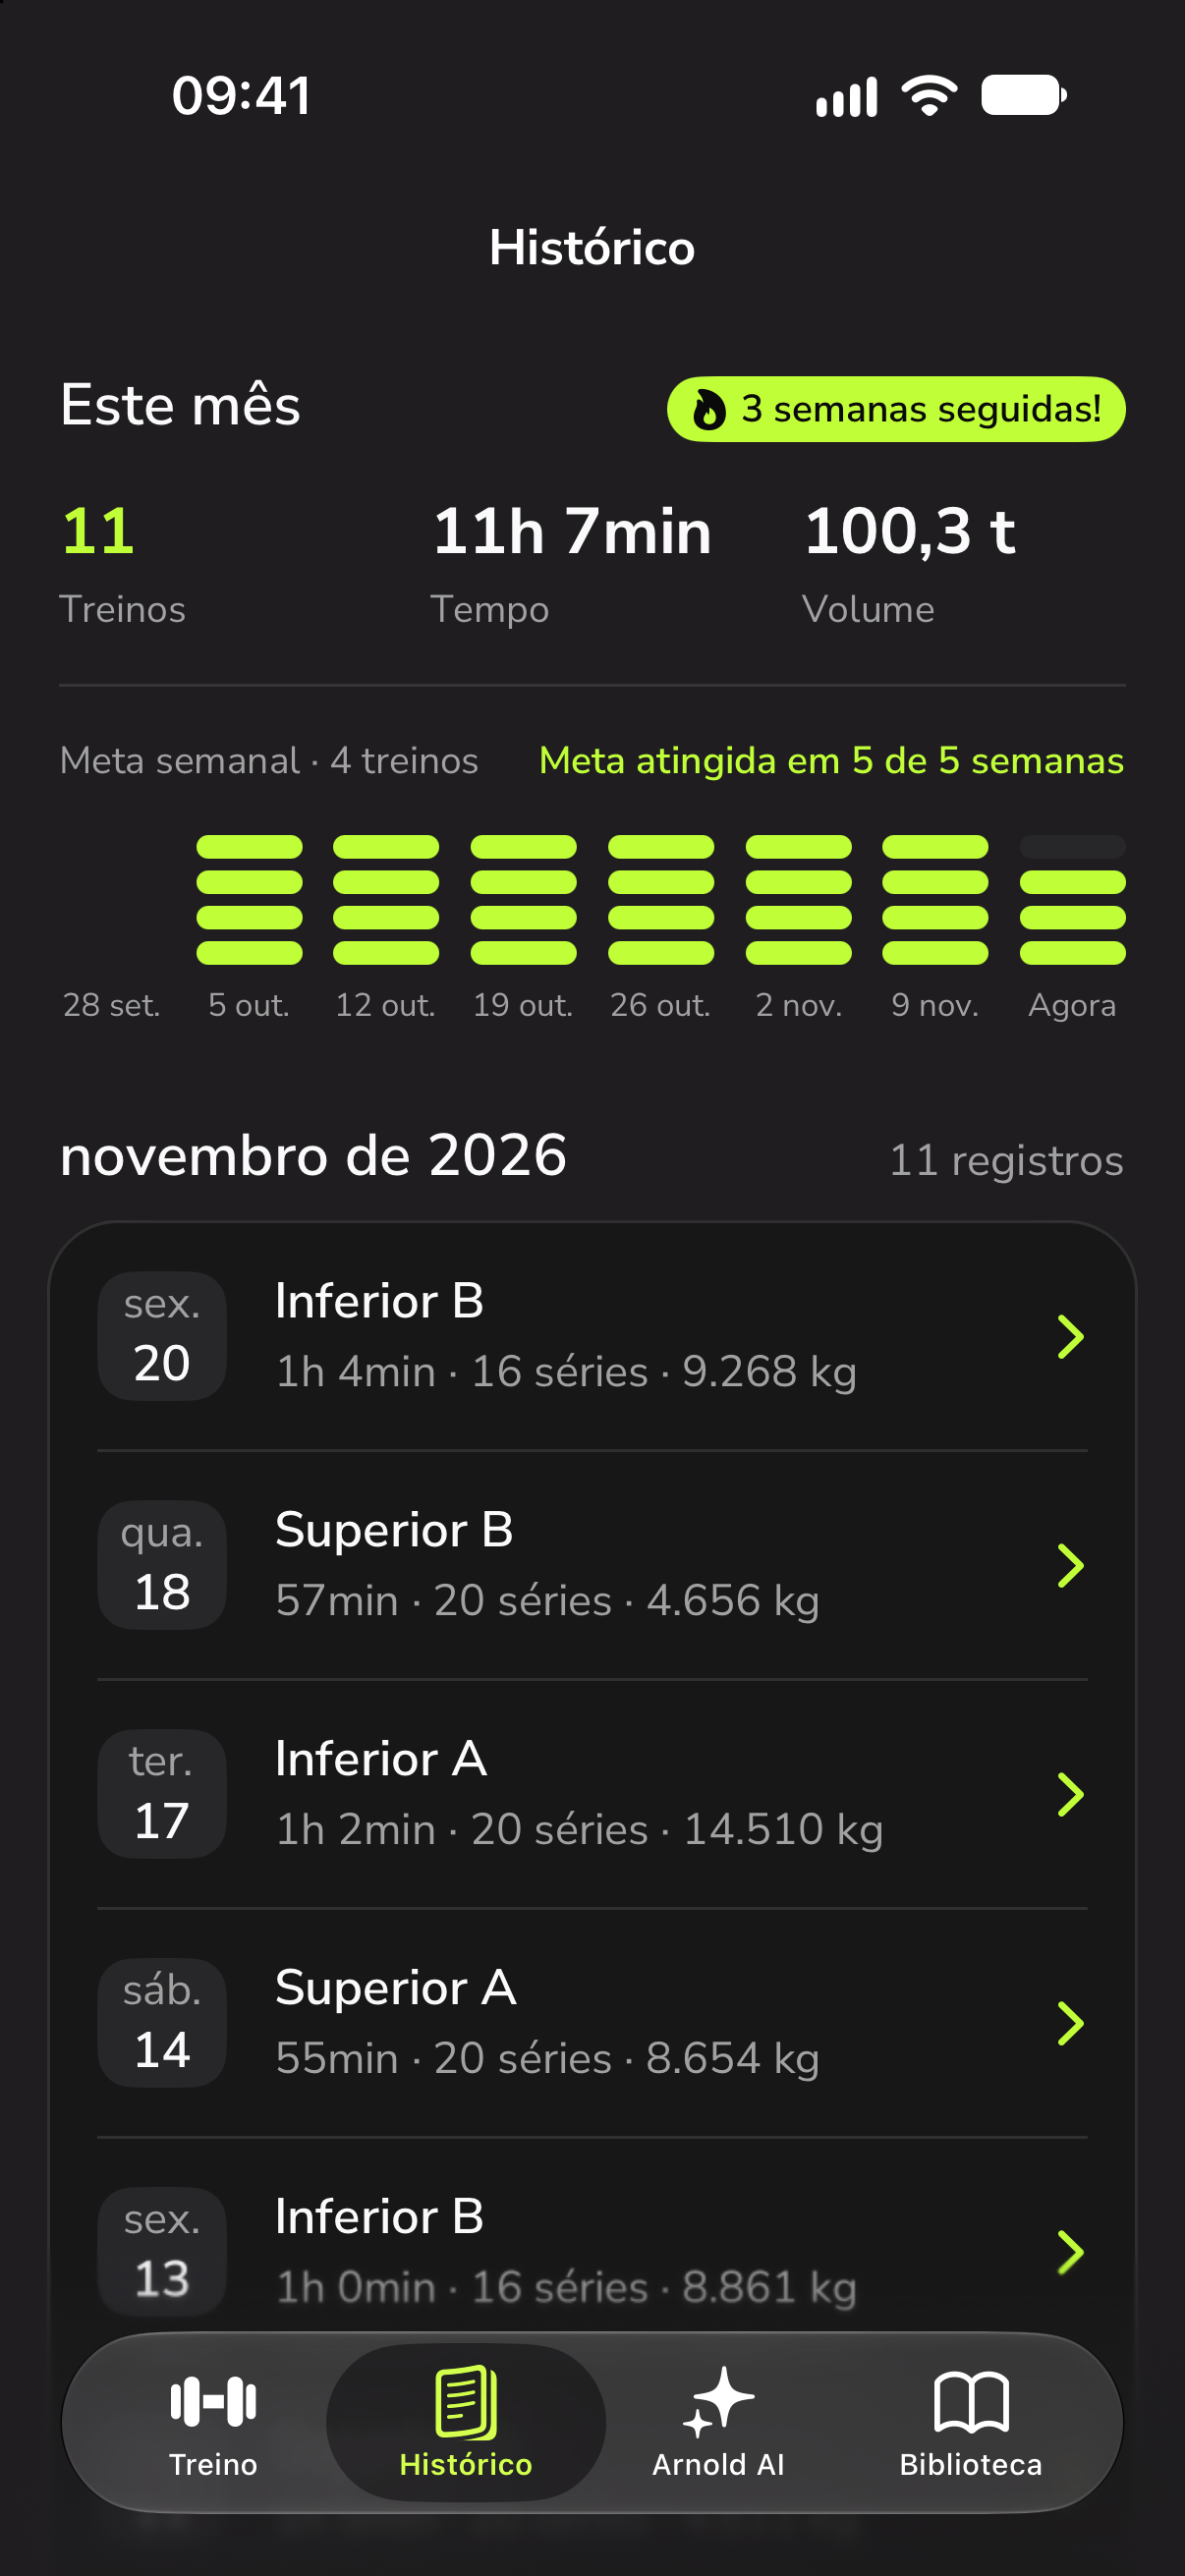 09:41
Histórico
Este mês
3 semanas seguidas!
11
11h 7min
100,3 t
Treinos
Tempo
Volume
Meta semanal · 4 treinos
Meta atingida em 5 de 5 semanas
28 set.
5 out.
12 out.
19 out.
26 out.
2 nov.
9 nov.
Agora
novembro de 2026
11 registros
sex.
20
Inferior B
1h 4min · 16 séries · 9.268 kg
qua.
18
Superior B
57min · 20 séries · 4.656 kg
ter.
17
Inferior A
1h 2min · 20 séries · 14.510 kg
sáb.
14
Superior A
55min · 20 séries · 8.654 kg
sex.
13
Inferior B
1h 0min · 16 séries · 8.861 kg
Treino
Histórico
Arnold AI
Biblioteca